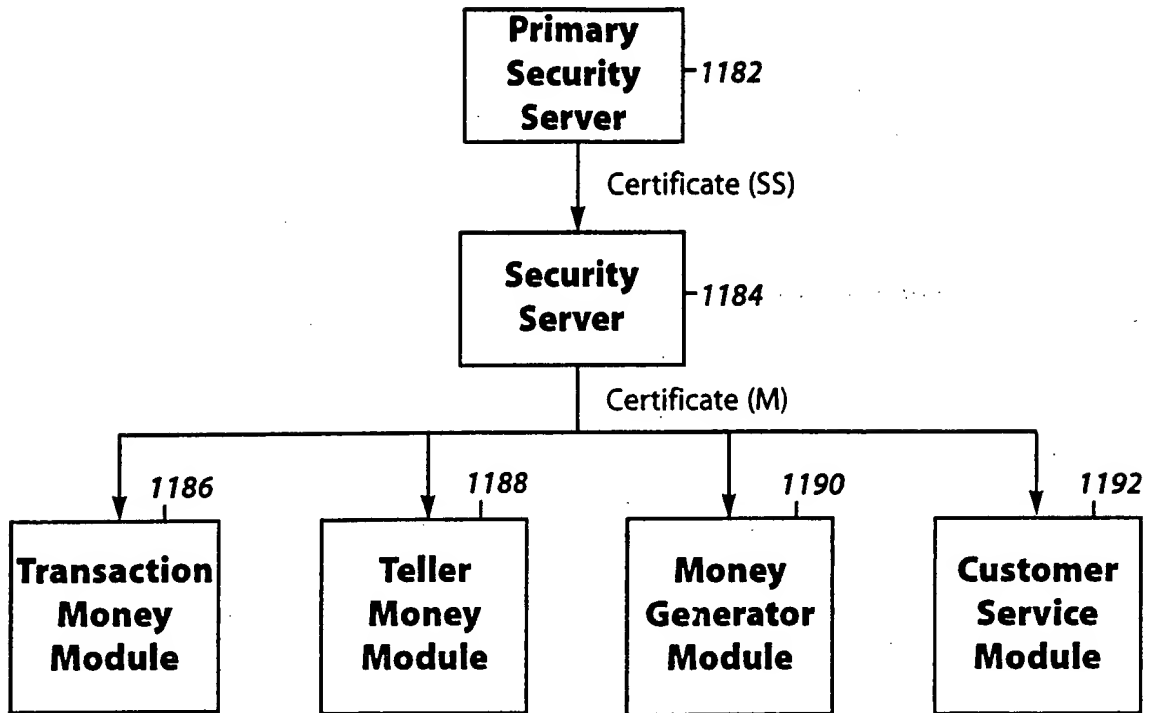 Primary
Security
Server
1182
Certificate (SS)
Security
Server
1184
Certificate (M)
1186
1188
1190
1192
Transaction
Money
Module
Teller
Money
Module
Money
Generator
Module
Customer
Service
Module